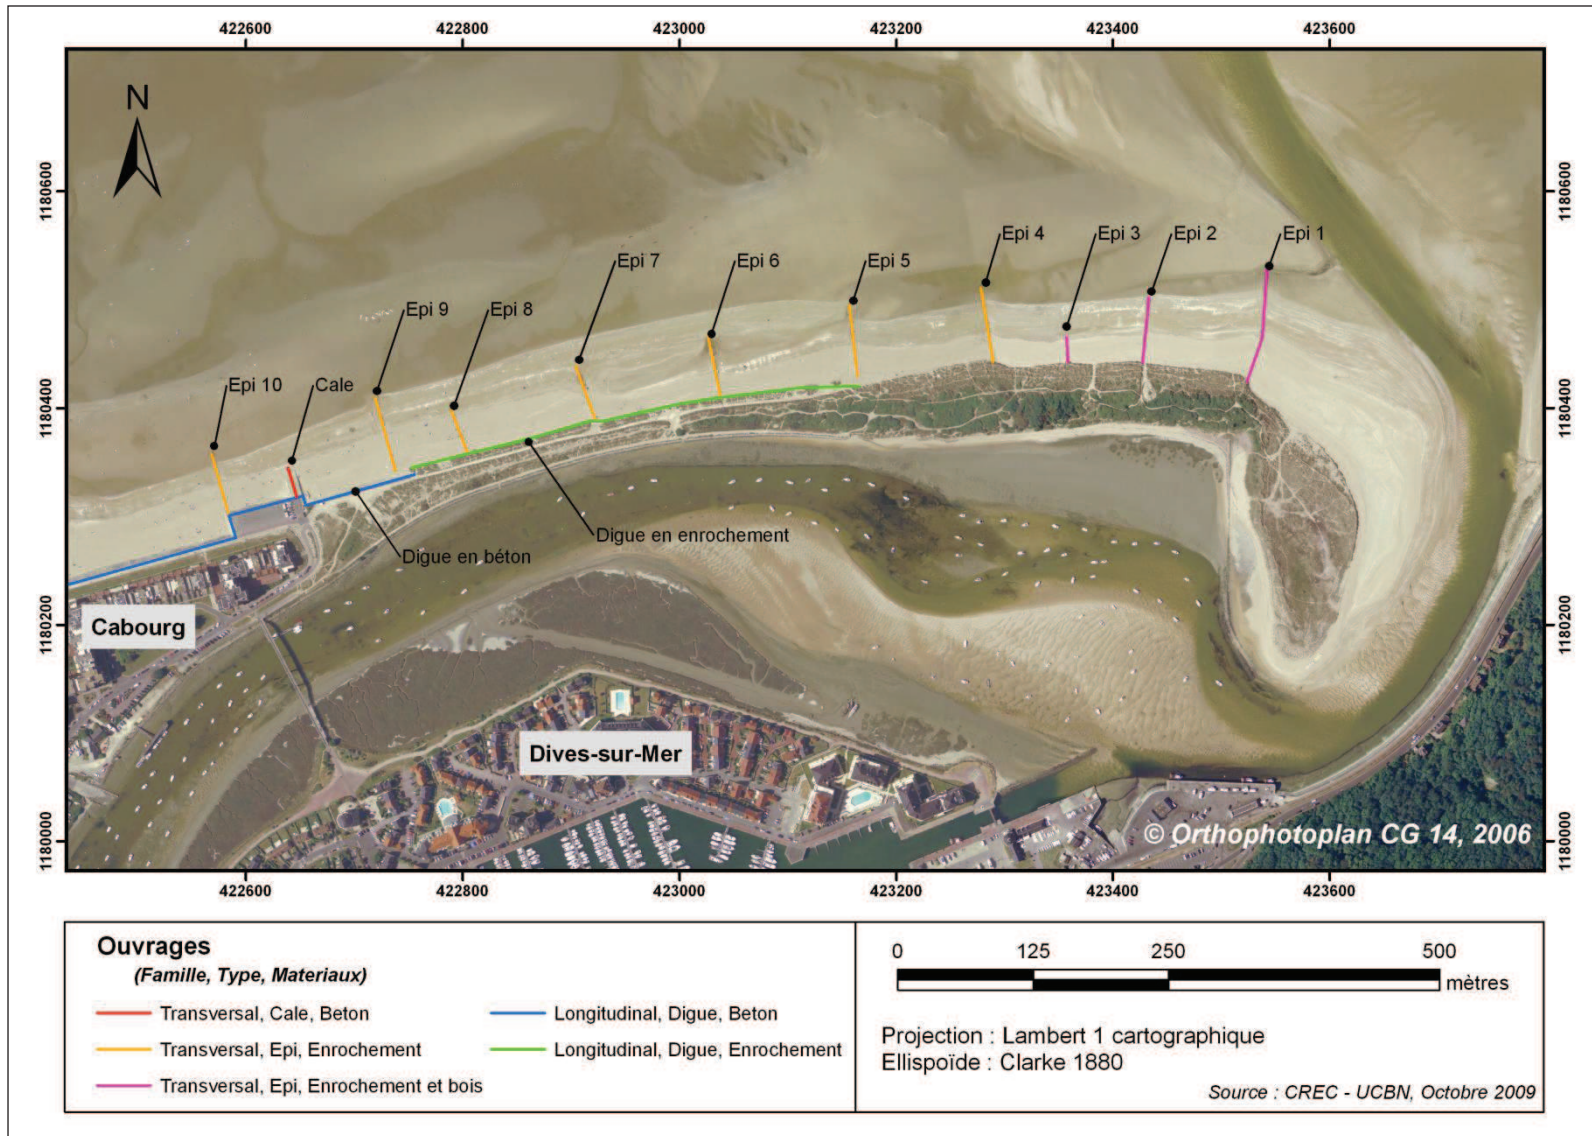 422600 422800 423000 423200 423400 423600
N
1180600 1180600
Epi 4 Epi 3 Epi 2 Epi 1
Epi 7 Epi 6 Epi 5
Epi 9 Epi 8
Epi 10 Cale
1180400 1180400
Digue en enrochement
Digue en béton
1180200 1180200
Cabourg
Dives-sur-Mer
1180000 1180000
© Orthophotoplan CG 14, 2006
422600 422800 423000 423200 423400 423600
Ouvrages
(Famille, Type, Materiaux)
Transversal, Cale, Beton
Transversal, Epi, Enrochement
Transversal, Epi, Enrochement et bois
Longitudinal, Digue, Beton
Longitudinal, Digue, Enrochement
0 125 250 500
mètres
Projection : Lambert 1 cartographique
Ellispoïde : Clarke 1880
Source : CREC - UCBN, Octobre 2009